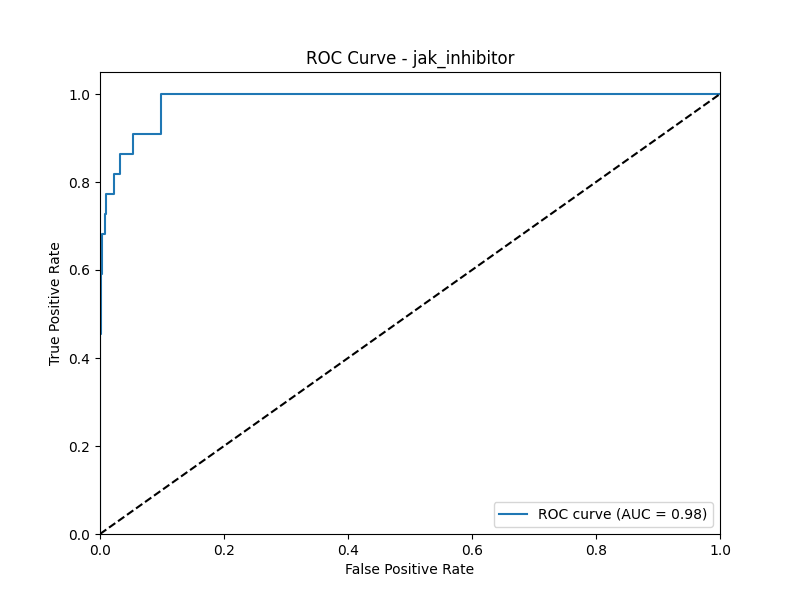 ROC Curve - jak_inhibitor
1.0
0.8
0.6
0.4
0.2
0.0
True Positive Rate
ROC curve (AUC = 0.98)
0.0 0.2 0.4 0.6 0.8 1.0
False Positive Rate